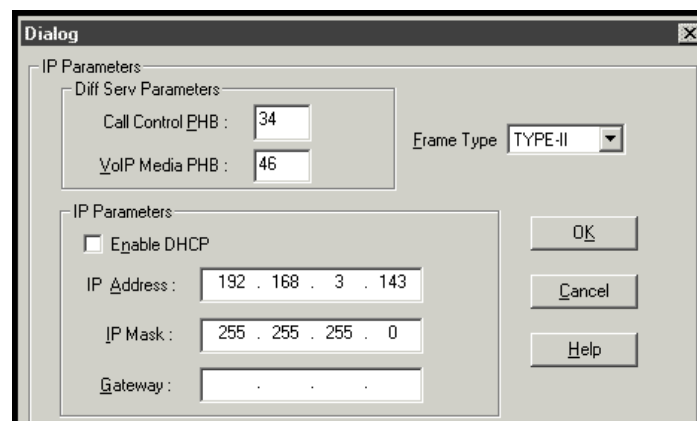 Dialog
IP Parameters
Diff Serv Parameters
Call Control PHB : 34
VoIP Media PHB : 46
Frame Type TYPE-II
IP Parameters
Enable DHCP
IP Address : 192 . 168 . 3 . 143
IP Mask : 255 . 255 . 255 . 0
Gateway : . . .
OK
Cancel
Help